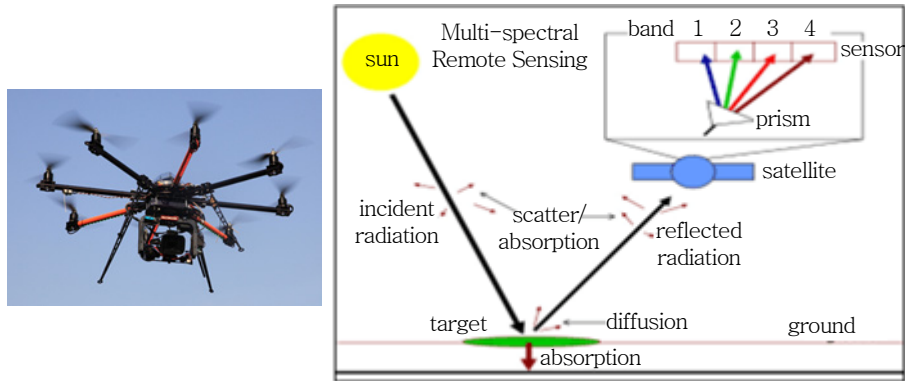 Multi-spectral
Remote Sensing
sun
band 1 2 3 4
sensor
prism
satellite
incident
radiation
scatter/
absorption
reflected
radiation
target
diffusion
ground
absorption